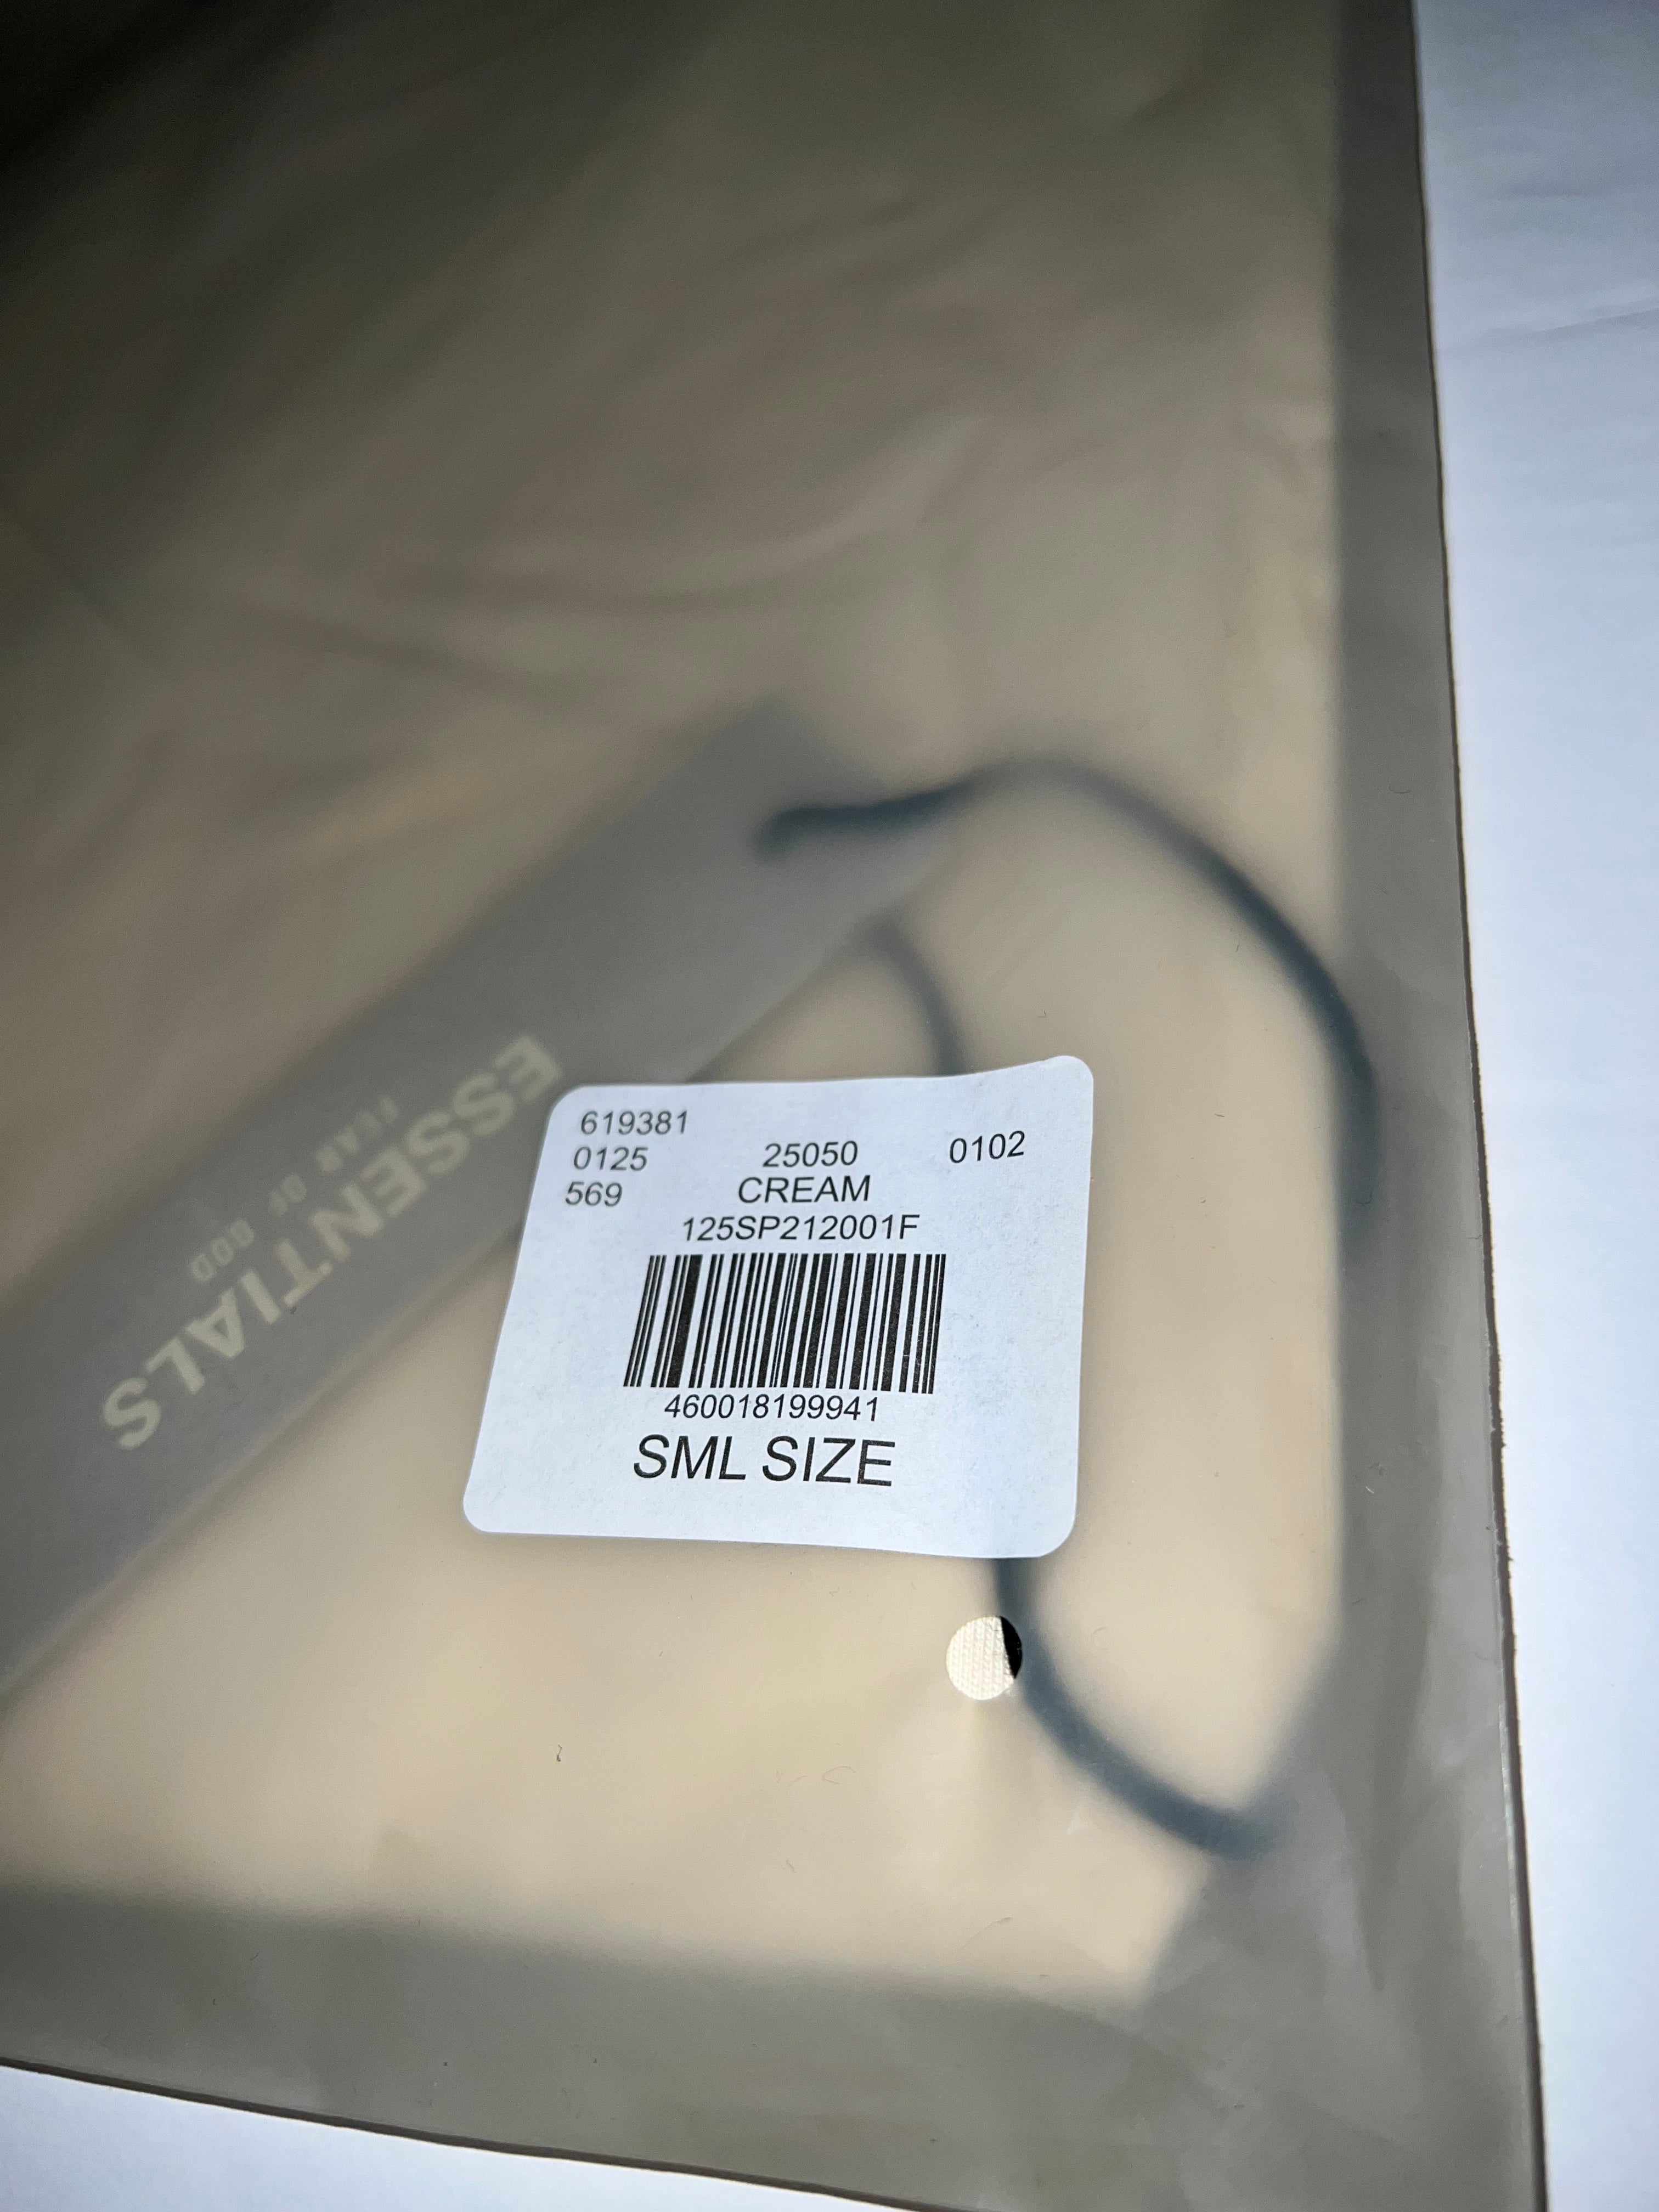 619381
0125 25050 0102
569 CREAM
125SP212001F
460018199941
SML SIZE
ESSENTIALS
FEAR OF GOD